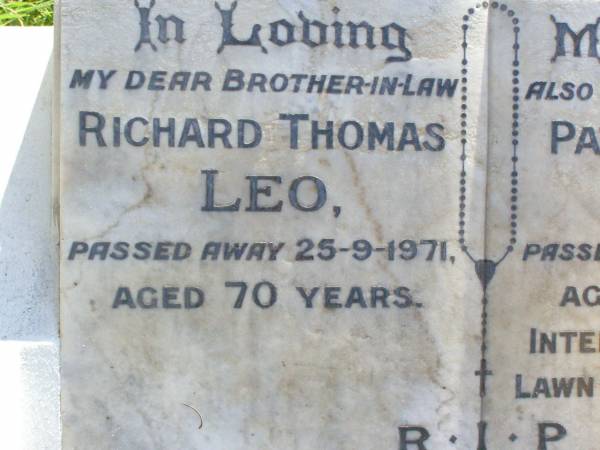 In Loving
MY DEAR BROTHER-IN-LAW
RICHARD THOMAS
LEO,
PASSED AWAY 25-9-1971,
AGED 70 YEARS.
ALSO
LAWN
R · I · P